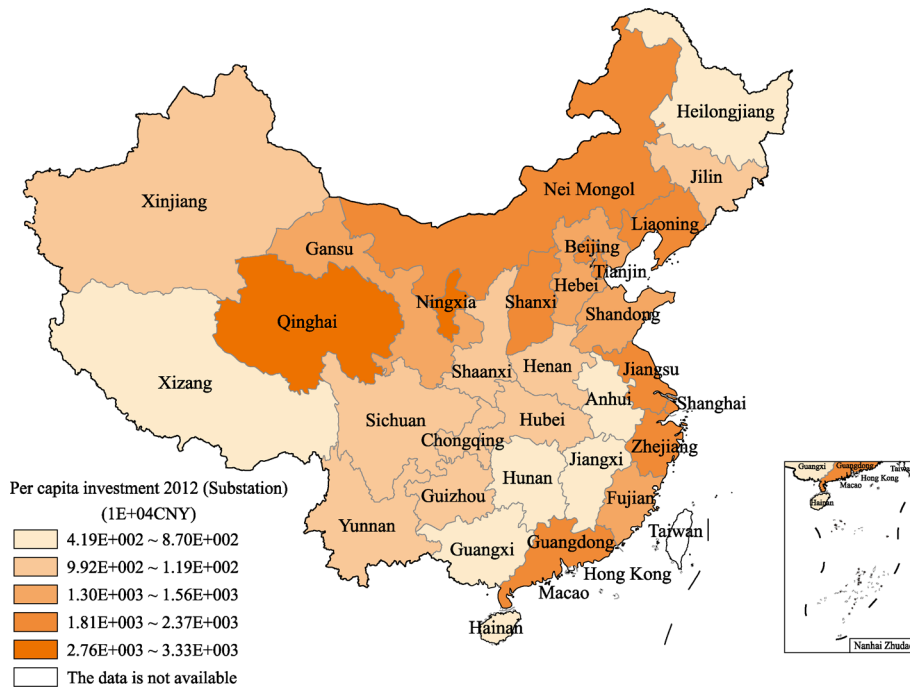 Heilongjiang
Jilin
Xinjiang
Nei Mongol
Liaoning
Gansu
Beijing
Tianjin
Ningxia
Shanxi
Hebei
Qinghai
Shandong
Shaanxi
Henan
Jiangsu
Xizang
Anhui
Shanghai
Sichuan
Hubei
Chongqing
Zhejiang
Hunan
Jiangxi
Guizhou
Fujian
Yunnan
Taiwan
Guangxi
Guangdong
Hong Kong
Macao
Hainan
Guangxi
Guangdong
Taiwan
Hong Kong
Macao
Hainan
Nanhai Zhudao
Per capita investment 2012 (Substation)
(1E+04CNY)
4.19E+002 ~ 8.70E+002
9.92E+002 ~ 1.19E+002
1.30E+003 ~ 1.56E+003
1.81E+003 ~ 2.37E+003
2.76E+003 ~ 3.33E+003
The data is not available